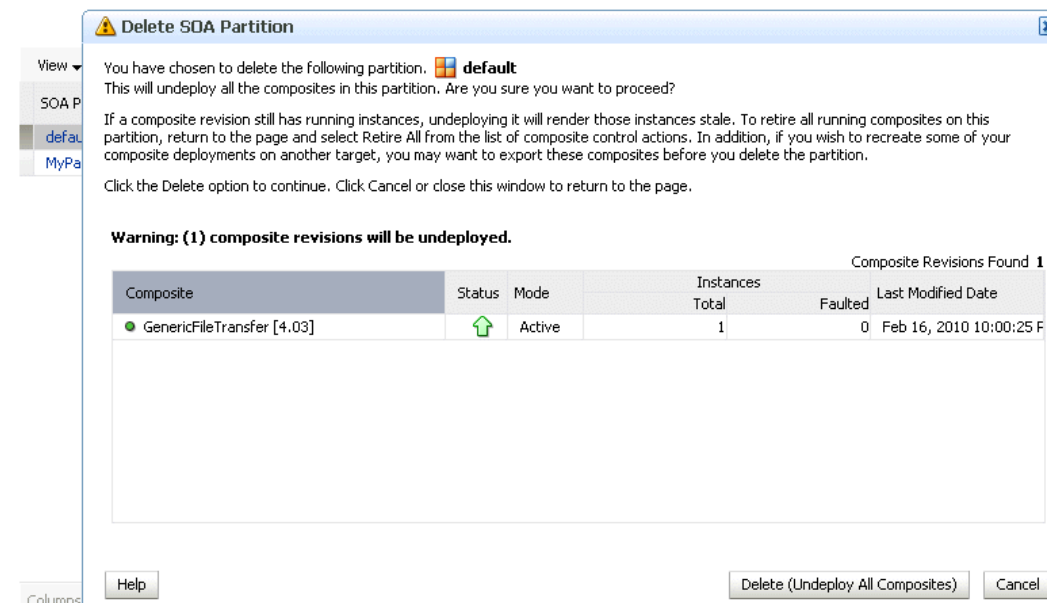 Delete SOA Partition
View
SOA P
defau
MyPa
You have chosen to delete the following partition. default
This will undeploy all the composites in this partition. Are you sure you want to proceed?
If a composite revision still has running instances, undeploying it will render those instances stale. To retire all running composites on this
partition, return to the page and select Retire All from the list of composite control actions. In addition, if you wish to recreate some of your
composite deployments on another target, you may want to export these composites before you delete the partition.
Click the Delete option to continue. Click Cancel or close this window to return to the page.
Warning: (1) composite revisions will be undeployed.
Composite Revisions Found 1
Composite Status Mode Instances Last Modified Date
Total Faulted
GenericFileTransfer [4.03] Active 1 0 Feb 16, 2010 10:00:25 P
Help Delete (Undeploy All Composites) Cancel
Columns